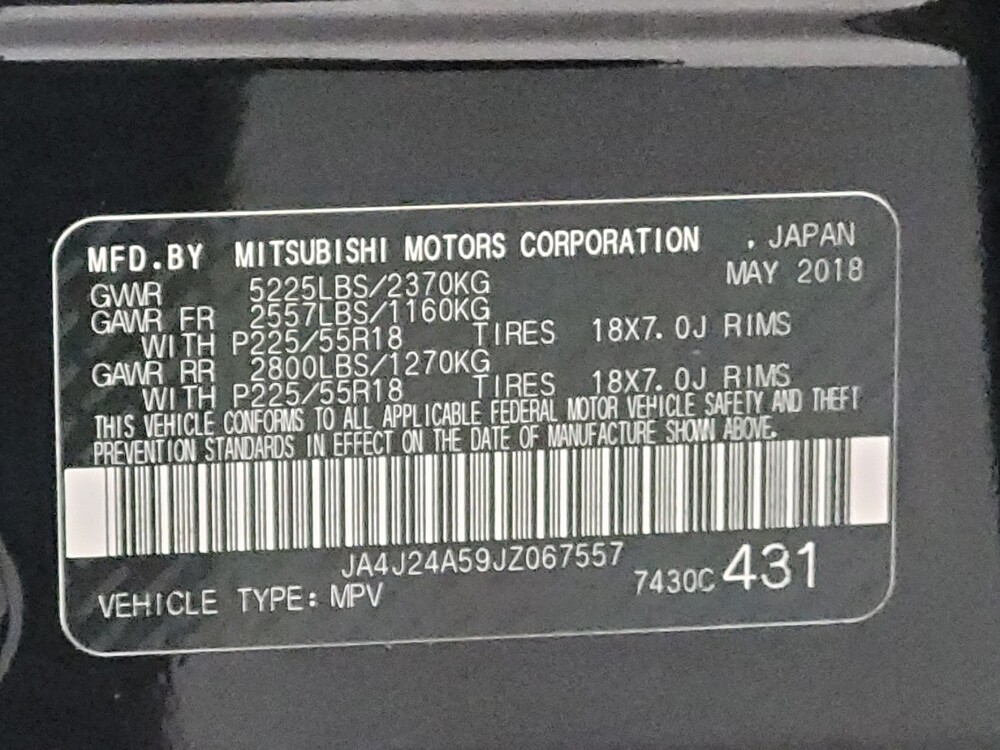 MFD.BY MITSUBISHI MOTORS CORPORATION . JAPAN
GVWR 5225LBS/2370KG MAY 2018
GAWR FR 2557LBS/1160KG
WITH P225/55R18 TIRES 18X7.0J RIMS
GAWR RR 2800LBS/1270KG
WITH P225/55R18 TIRES 18X7.0J RIMS
THIS VEHICLE CONFORMS TO ALL APPLICABLE FEDERAL MOTOR VEHICLE SAFETY AND THEFT
PREVENTION STANDARDS IN EFFECT ON THE DATE OF MANUFACTURE SHOWN ABOVE.
JA4J24A59JZ067557
VEHICLE TYPE: MPV 7430C 431